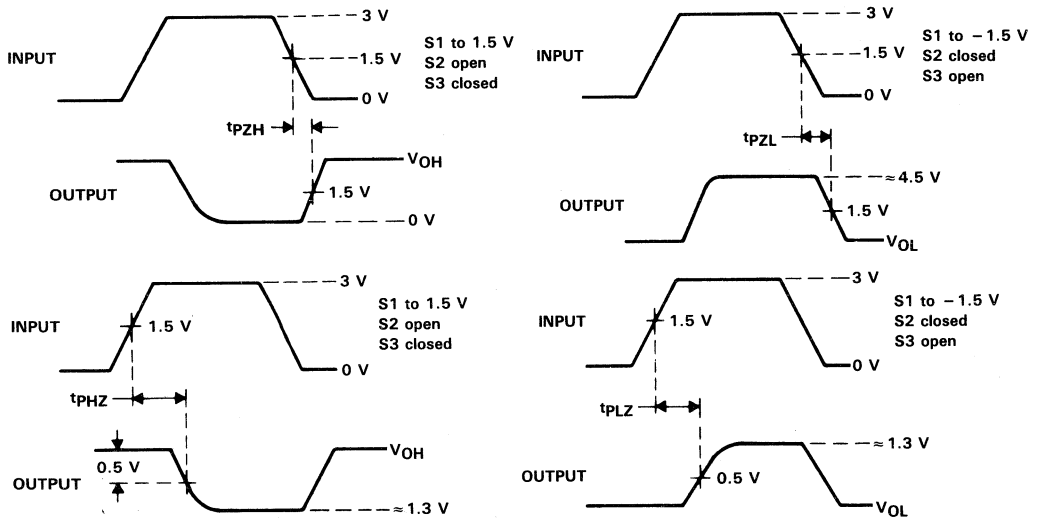 3 V
INPUT
1.5 V
S1 to 1.5 V
S2 open
S3 closed
0 V
tPZH
VOH
OUTPUT
1.5 V
0 V
3 V
INPUT
1.5 V
S1 to − 1.5 V
S2 closed
S3 open
0 V
tPZL
≈4.5 V
OUTPUT
1.5 V
VOL
3 V
INPUT
1.5 V
S1 to 1.5 V
S2 open
S3 closed
0 V
tPHZ
VOH
0.5 V
OUTPUT
≈1.3 V
3 V
INPUT
1.5 V
S1 to −1.5 V
S2 closed
S3 open
0 V
tPLZ
≈1.3 V
OUTPUT
0.5 V
VOL